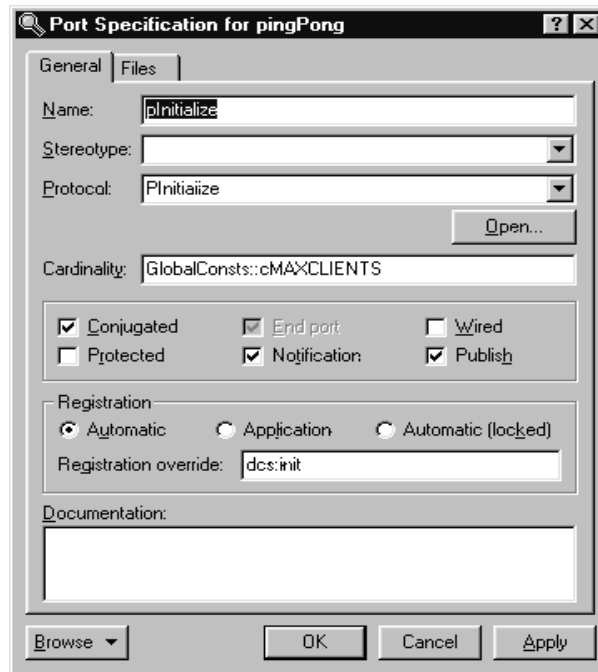 Port Specification for pingPong
General Files
Name: pInitialize
Stereotype:
Protocol: PInitiaiize
Open...
Cardinality: GlobalConsts::cMAXCLIENTS
Conjugated End port Wired
Protected Notification Publish
Registration
Automatic Application Automatic (locked)
Registration override: dcs:init
Documentation:
Browse OK Cancel Apply